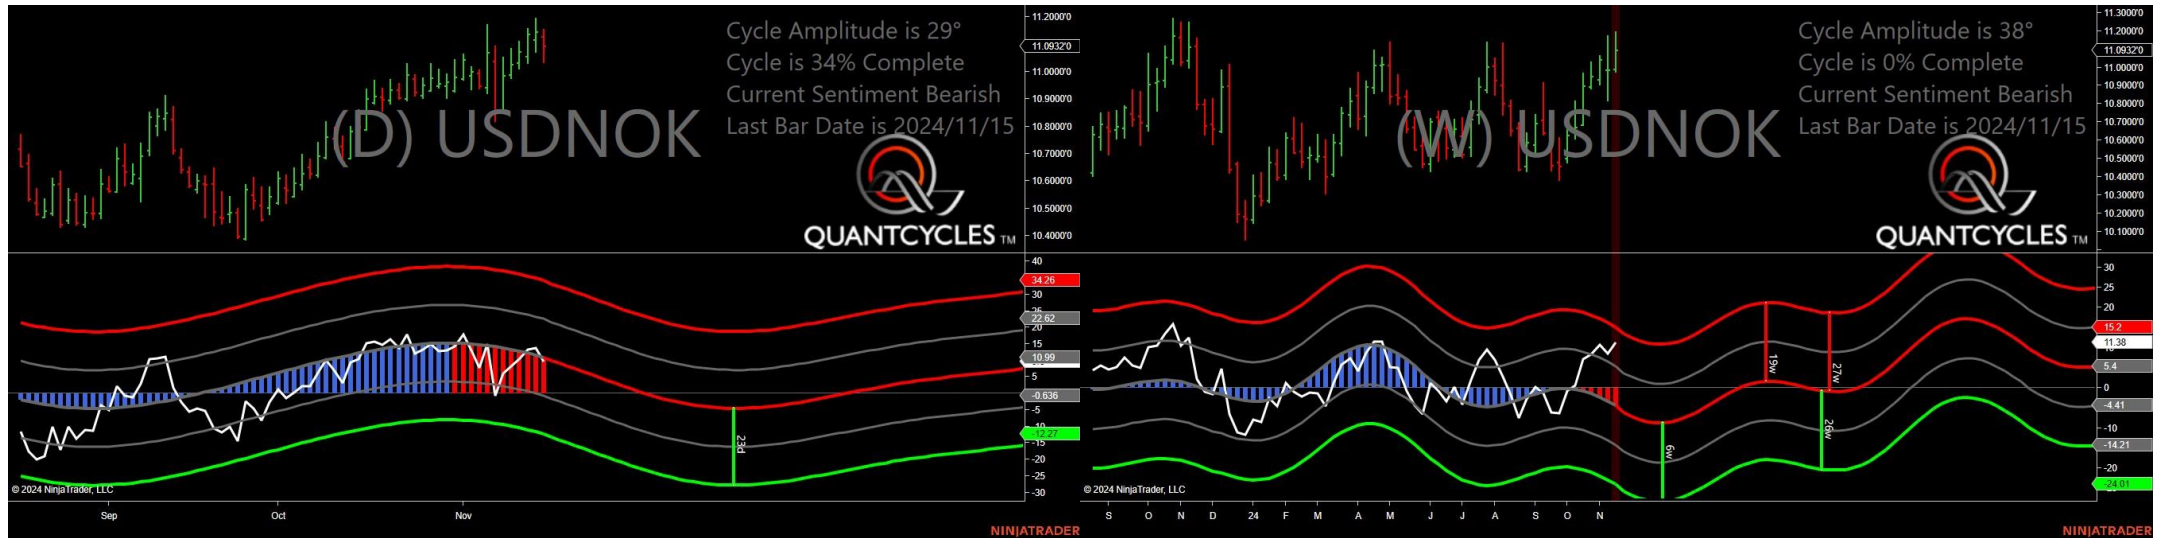 Cycle Amplitude is 29°
Cycle is 34% Complete
Current Sentiment Bearish
Last Bar Date is 2024/11/15
(D) USDNOK
QUANTCYCLES TM
11.2000'0
11.0932'0
11.0000'0
10.9000'0
10.8000'0
10.7000'0
10.6000'0
10.5000'0
10.4000'0
40
34.26
30
22.62
20
15
10.99
5
-0.636
-5
-12.27
-15
-20
-25
-30
23d
© 2024 NinjaTrader, LLC
Sep
Oct
Nov
NINJATRADER
Cycle Amplitude is 38°
Cycle is 0% Complete
Current Sentiment Bearish
Last Bar Date is 2024/11/15
(W) USDNOK
QUANTCYCLES TM
11.3000'0
11.2000'0
11.0932'0
11.0000'0
10.9000'0
10.8000'0
10.7000'0
10.6000'0
10.5000'0
10.4000'0
10.3000'0
10.2000'0
10.1000'0
30
25
20
15.2
11.38
5.4
0
-4.41
-10
-14.21
-20
-24.01
19w
27w
6w
26w
© 2024 NinjaTrader, LLC
S
O
N
D
24
F
M
A
M
J
J
A
S
O
N
NINJATRADER